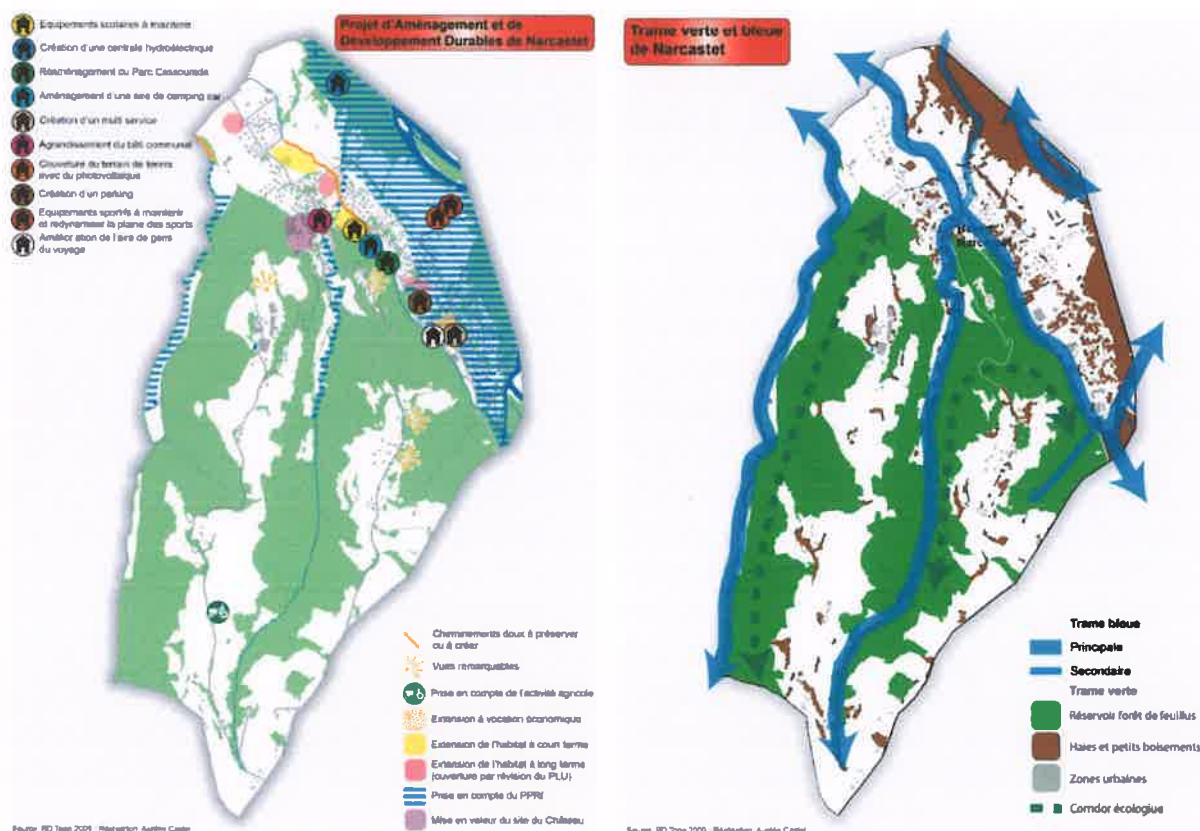 Projet d'Aménagement et de
Développement Durables de Narcastet
Equipements scolaires à maintenir
Création d'une centrale hydroélectrique
Réaménagement du Parc Cassourada
Aménagement d'une aire de camping car
Création d'un multi service
Agrandissement du bâti communal
Couverture du terrain de tennis
avec du photovoltaïque
Création d'un parking
Equipements sportifs à maintenir
et redynamiser la plaine des sports
Amélioration de l'aire de gens
du voyage
Cheminements doux à préserver
ou à créer
Vues remarquables
Prise en compte de l'activité agricole
Extension à vocation économique
Extension de l'habitat à court terme
Extension de l'habitat à long terme
(ouverture par révision du PLU)
Prise en compte du PPRI
Mise en valeur du site du Château
Trame verte et bleue
de Narcastet
Trame bleue
Principale
Secondaire
Trame verte
Réservoir forêt de feuillus
Haies et petits boisements
Zones urbaines
Corridor écologique